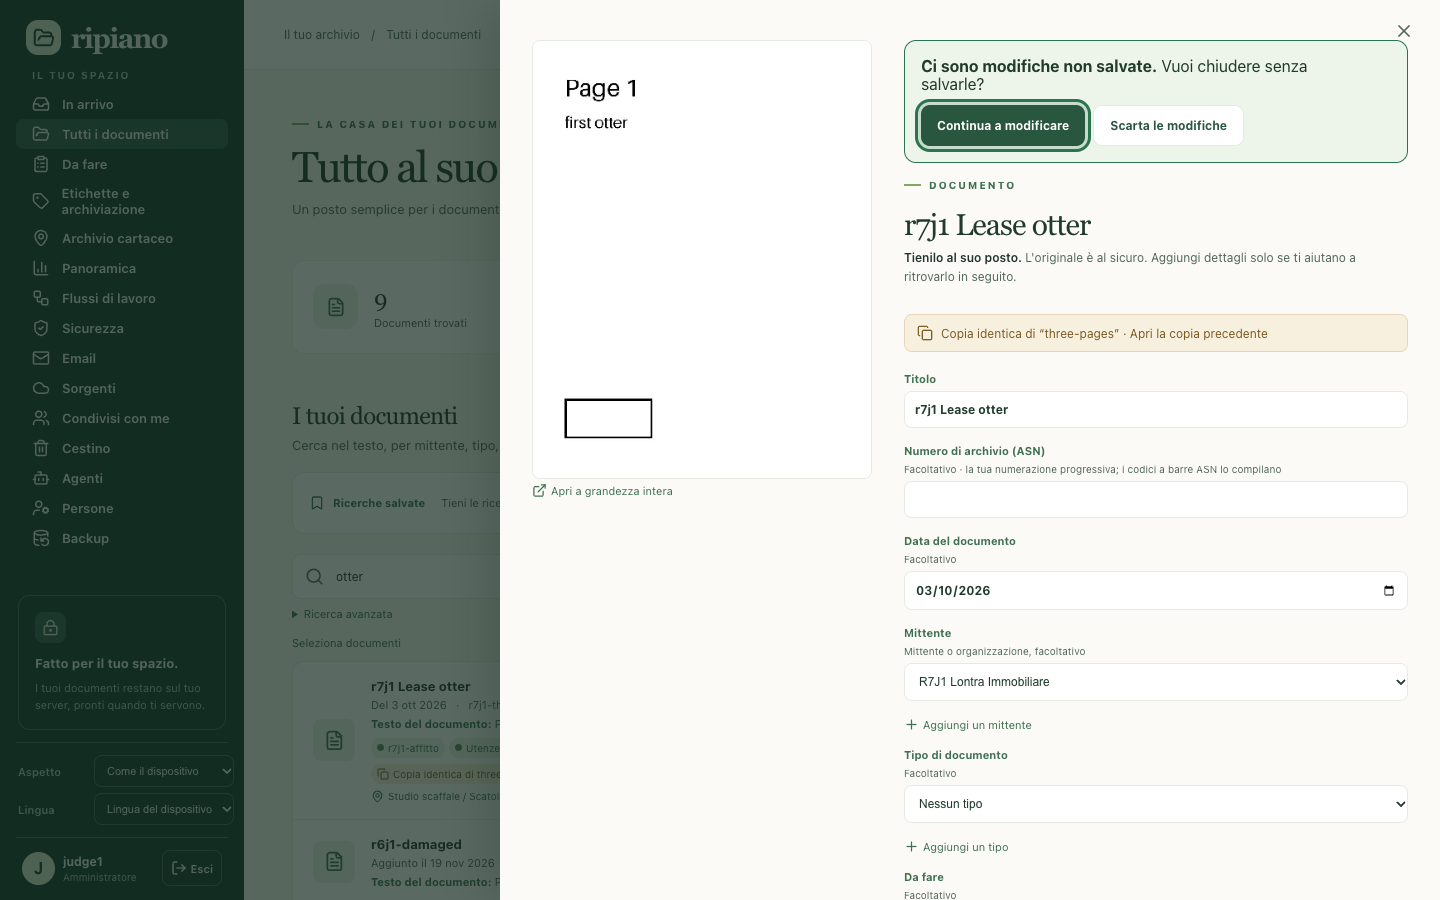 ripiano
IL TUO SPAZIO
In arrivo
Tutti i documenti
Da fare
Etichette e
archiviazione
Archivio cartaceo
Panoramica
Flussi di lavoro
Sicurezza
Email
Sorgenti
Condivisi con me
Cestino
Agenti
Persone
Backup
Fatto per il tuo spazio.
I tuoi documenti restano sul tuo
server, pronti quando ti servono.
Aspetto
Come il dispositivo
Lingua
Lingua del dispositivo
J
judge1
Amministratore
Esci
Il tuo archivio / Tutti i documenti
LA CASA DEI TUOI DOCUM
Tutto al suo
Un posto semplice per i document
9
Documenti trovati
I tuoi documenti
Cerca nel testo, per mittente, tipo,
Ricerche salvate Tieni le rice
otter
Ricerca avanzata
Seleziona documenti
r7j1 Lease otter
Del 3 ott 2026 · r7j1-th
Testo del documento: P
r7j1-affitto Utenze
Copia identica di three
Studio scaffale / Scatol
r6j1-damaged
Aggiunto il 19 nov 2026
Testo del documento: P
Page 1
first otter
Apri a grandezza intera
Ci sono modifiche non salvate. Vuoi chiudere senza
salvarle?
Continua a modificare
Scarta le modifiche
DOCUMENTO
r7j1 Lease otter
Tienilo al suo posto. L'originale è al sicuro. Aggiungi dettagli solo se ti aiutano a
ritrovarlo in seguito.
Copia identica di “three-pages” · Apri la copia precedente
Titolo
r7j1 Lease otter
Numero di archivio (ASN)
Facoltativo · la tua numerazione progressiva; i codici a barre ASN lo compilano
Data del documento
Facoltativo
03/10/2026
Mittente
Mittente o organizzazione, facoltativo
R7J1 Lontra Immobiliare
Aggiungi un mittente
Tipo di documento
Facoltativo
Nessun tipo
Aggiungi un tipo
Da fare
Facoltativo